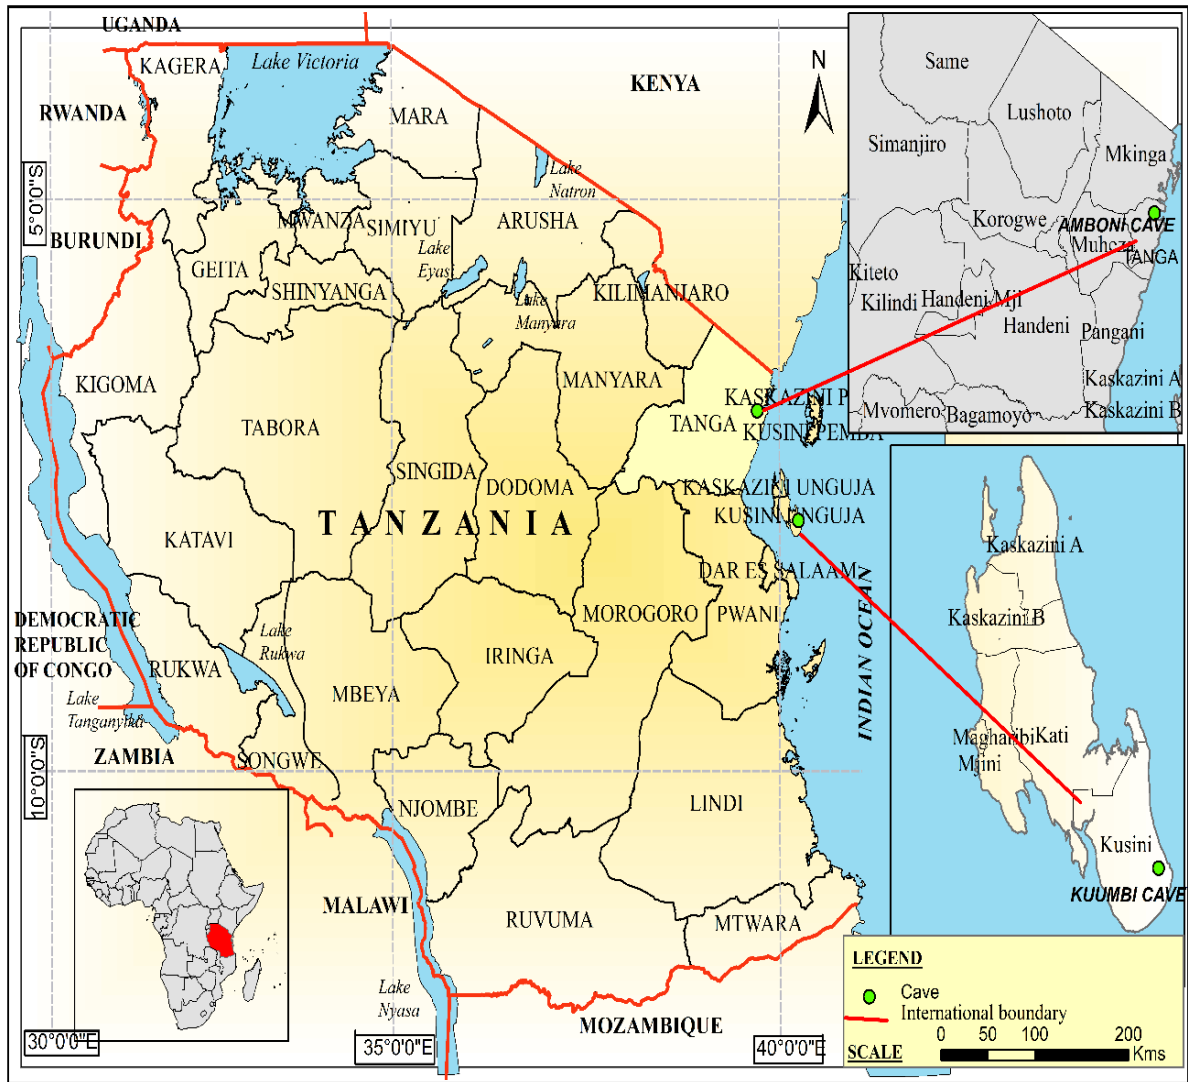 UGANDA
KAGERA
Lake Victoria
RWANDA
MARA
KENYA
N
Lake
Natron
5°0'0"S
BURUNDI
MWANZA
SIMIYU
ARUSHA
GEITA
Lake
Eyasi
SHINYANGA
Lake
Manyara
KILIMANJARO
KIGOMA
MANYARA
KASKAZINI P
TANGA
KUSINI PEMBA
TABORA
SINGIDA
DODOMA
KASKAZINI UNGUJA
KUSINI UNGUJA
TANZANIA
KATAVI
DAR ES SALAAM
MOROGORO
PWANI
INDIAN OCEAN
DEMOCRATIC
REPUBLIC
OF CONGO
Lake
Rukwa
RUKWA
IRINGA
MBEYA
Lake
Tanganyika
ZAMBIA
SONGWE
10°0'0"S
NJOMBE
LINDI
MALAWI
RUVUMA
MTWARA
Lake
Nyasa
MOZAMBIQUE
30°0'0"E
35°0'0"E
40°0'0"E
Same
Lushoto
Simanjiro
Mkinga
Korogwe
AMBONI CAVE
Muheza
TANGA
Kiteto
Kilindi
Handeni Mji
Handeni
Pangani
Kaskazini A
Kaskazini B
Mvomero
Bagamoyo
Kaskazini A
Kaskazini B
Magharibi
Kati
Mjini
Kusini
KUUMBI CAVE
LEGEND
Cave
International boundary
SCALE
0 50 100 200
Kms